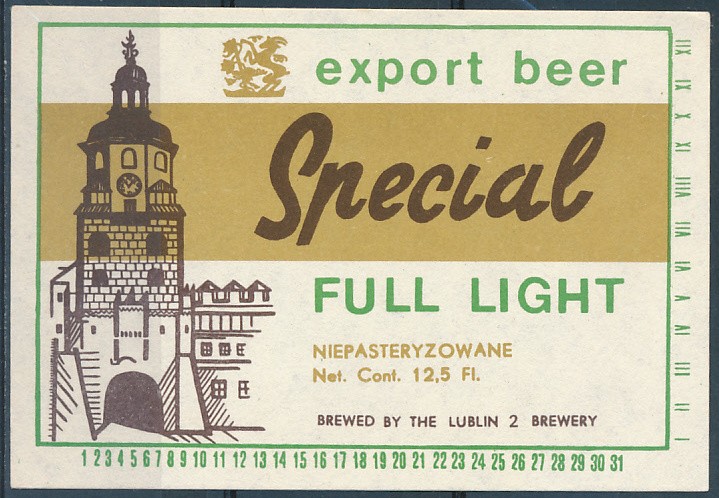 export beer
Special
FULL LIGHT
NIEPASTERYZOWANE
Net. Cont. 12,5 Fl.
BREWED BY THE LUBLIN 2 BREWERY
1 2 3 4 5 6 7 8 9 10 11 12 13 14 15 16 17 18 19 20 21 22 23 24 25 26 27 28 29 30 31
I II III IV V VI VII VIII IX X XI XII